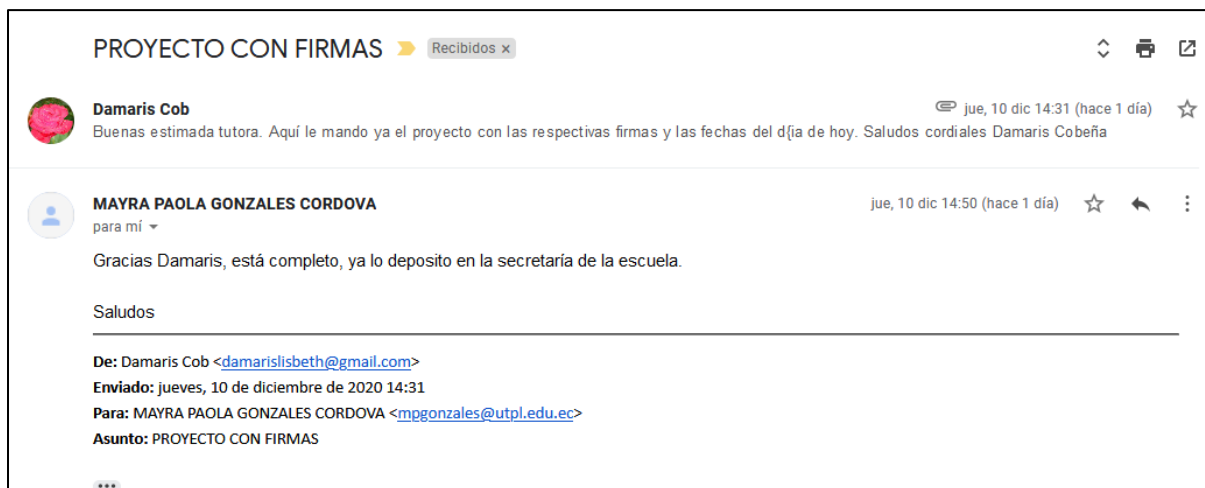 PROYECTO CON FIRMAS Recibidos x
Damaris Cob jue, 10 dic 14:31 (hace 1 día)
Buenas estimada tutora. Aquí le mando ya el proyecto con las respectivas firmas y las fechas del d{ia de hoy. Saludos cordiales Damaris Cobeña
MAYRA PAOLA GONZALES CORDOVA jue, 10 dic 14:50 (hace 1 día)
para mí
Gracias Damaris, está completo, ya lo deposito en la secretaría de la escuela.
Saludos
De: Damaris Cob <damarislisbeth@gmail.com>
Enviado: jueves, 10 de diciembre de 2020 14:31
Para: MAYRA PAOLA GONZALES CORDOVA <mpgonzales@utpl.edu.ec>
Asunto: PROYECTO CON FIRMAS